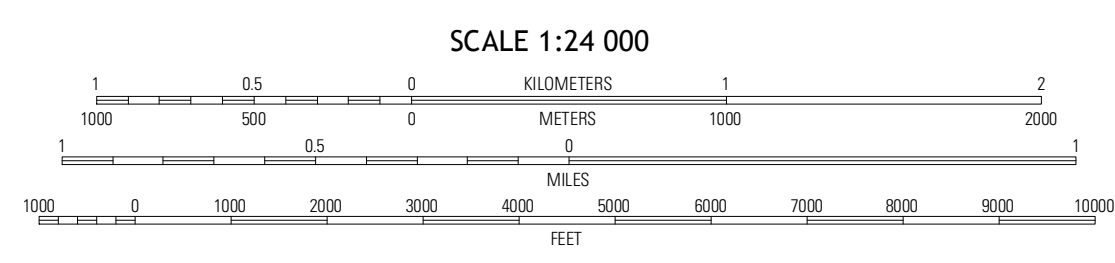 SCALE 1:24 000
1 0.5 0 KILOMETERS 1 2
1000 500 0 METERS 1000 2000
1 0.5 0 1
MILES
1000 0 1000 2000 3000 4000 5000 6000 7000 8000 9000 10000
FEET